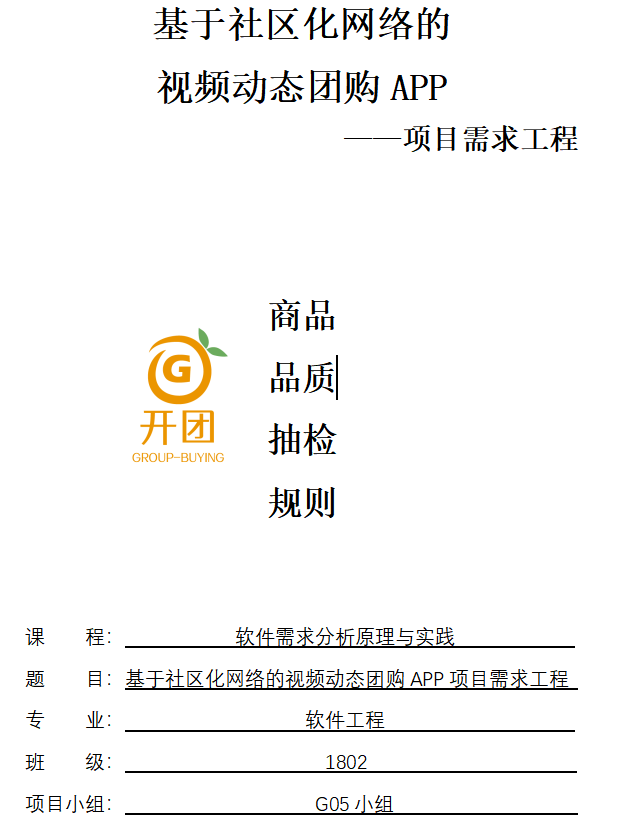 基于社区化网络的
视频动态团购 APP
——项目需求工程
商品
品质
抽检
规则
G
开团
GROUP-BUYING
课 程： 软件需求分析原理与实践
题 目：基于社区化网络的视频动态团购 APP 项目需求工程
专 业： 软件工程
班 级： 1802
项目小组： G05 小组